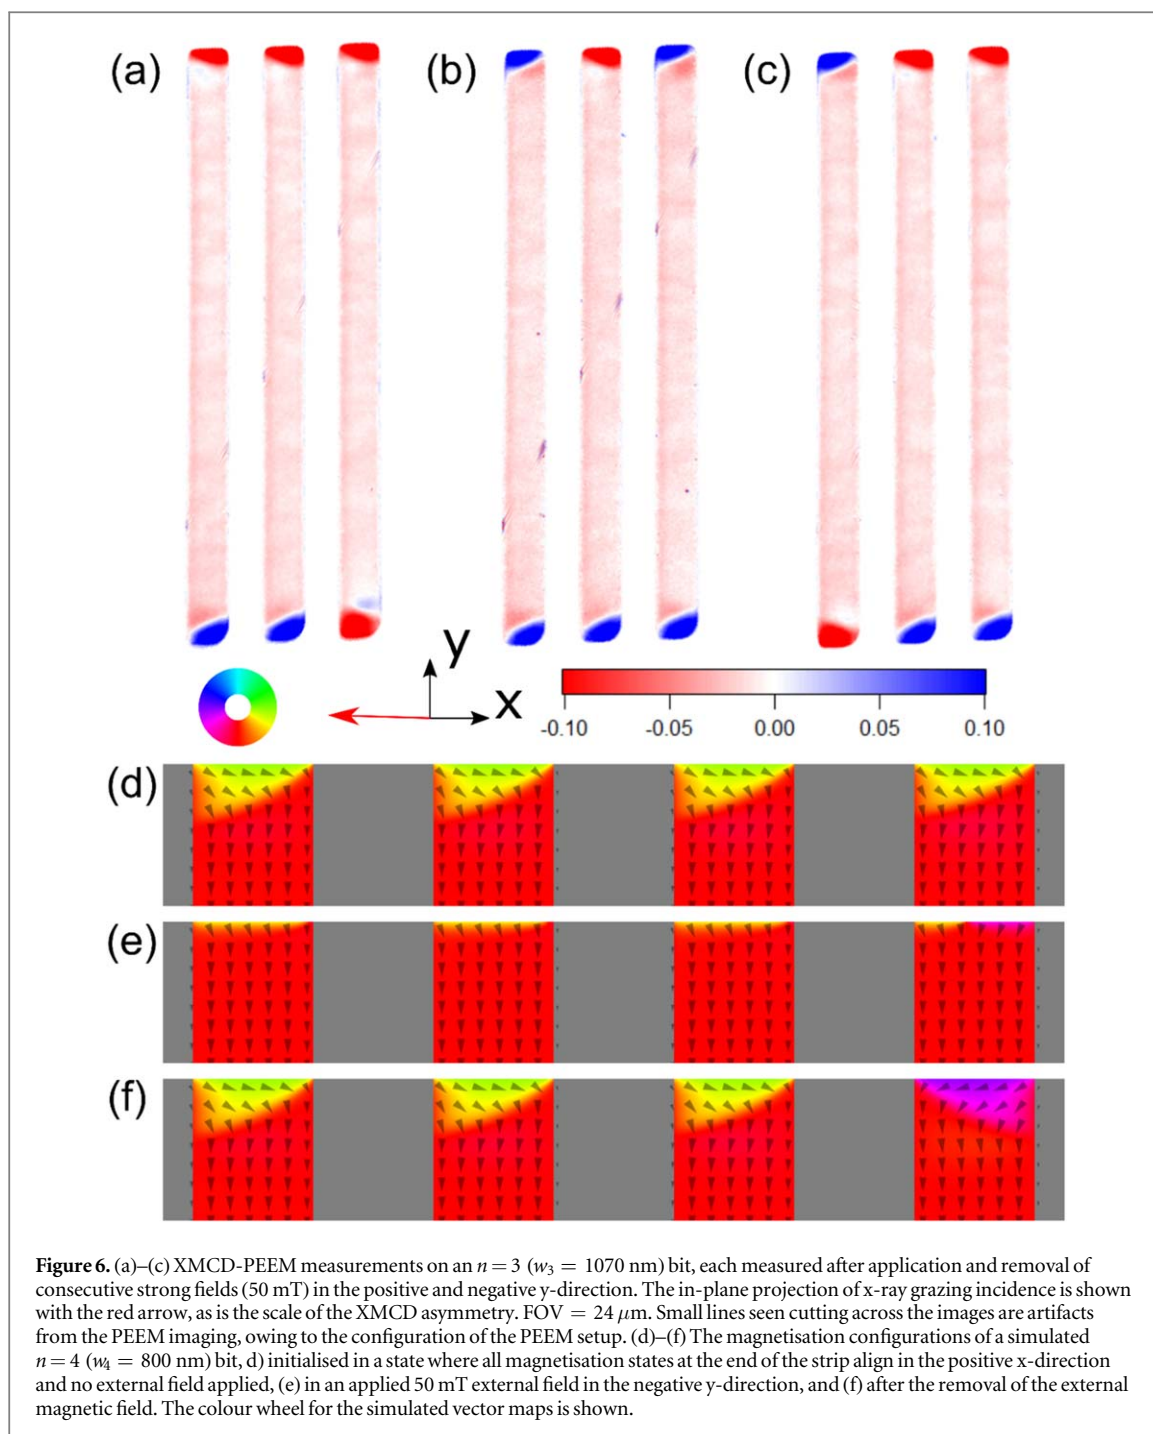 (a)
(b)
(c)
y
x
-0.10 -0.05 0.00 0.05 0.10
(d)
(e)
(f)
Figure 6. (a)–(c) XMCD-PEEM measurements on an n = 3 (w3 = 1070 nm) bit, each measured after application and removal of
consecutive strong fields (50 mT) in the positive and negative y-direction. The in-plane projection of x-ray grazing incidence is shown
with the red arrow, as is the scale of the XMCD asymmetry. FOV = 24 μm. Small lines seen cutting across the images are artifacts
from the PEEM imaging, owing to the configuration of the PEEM setup. (d)–(f) The magnetisation configurations of a simulated
n = 4 (w4 = 800 nm) bit, d) initialised in a state where all magnetisation states at the end of the strip align in the positive x-direction
and no external field applied, (e) in an applied 50 mT external field in the negative y-direction, and (f) after the removal of the external
magnetic field. The colour wheel for the simulated vector maps is shown.